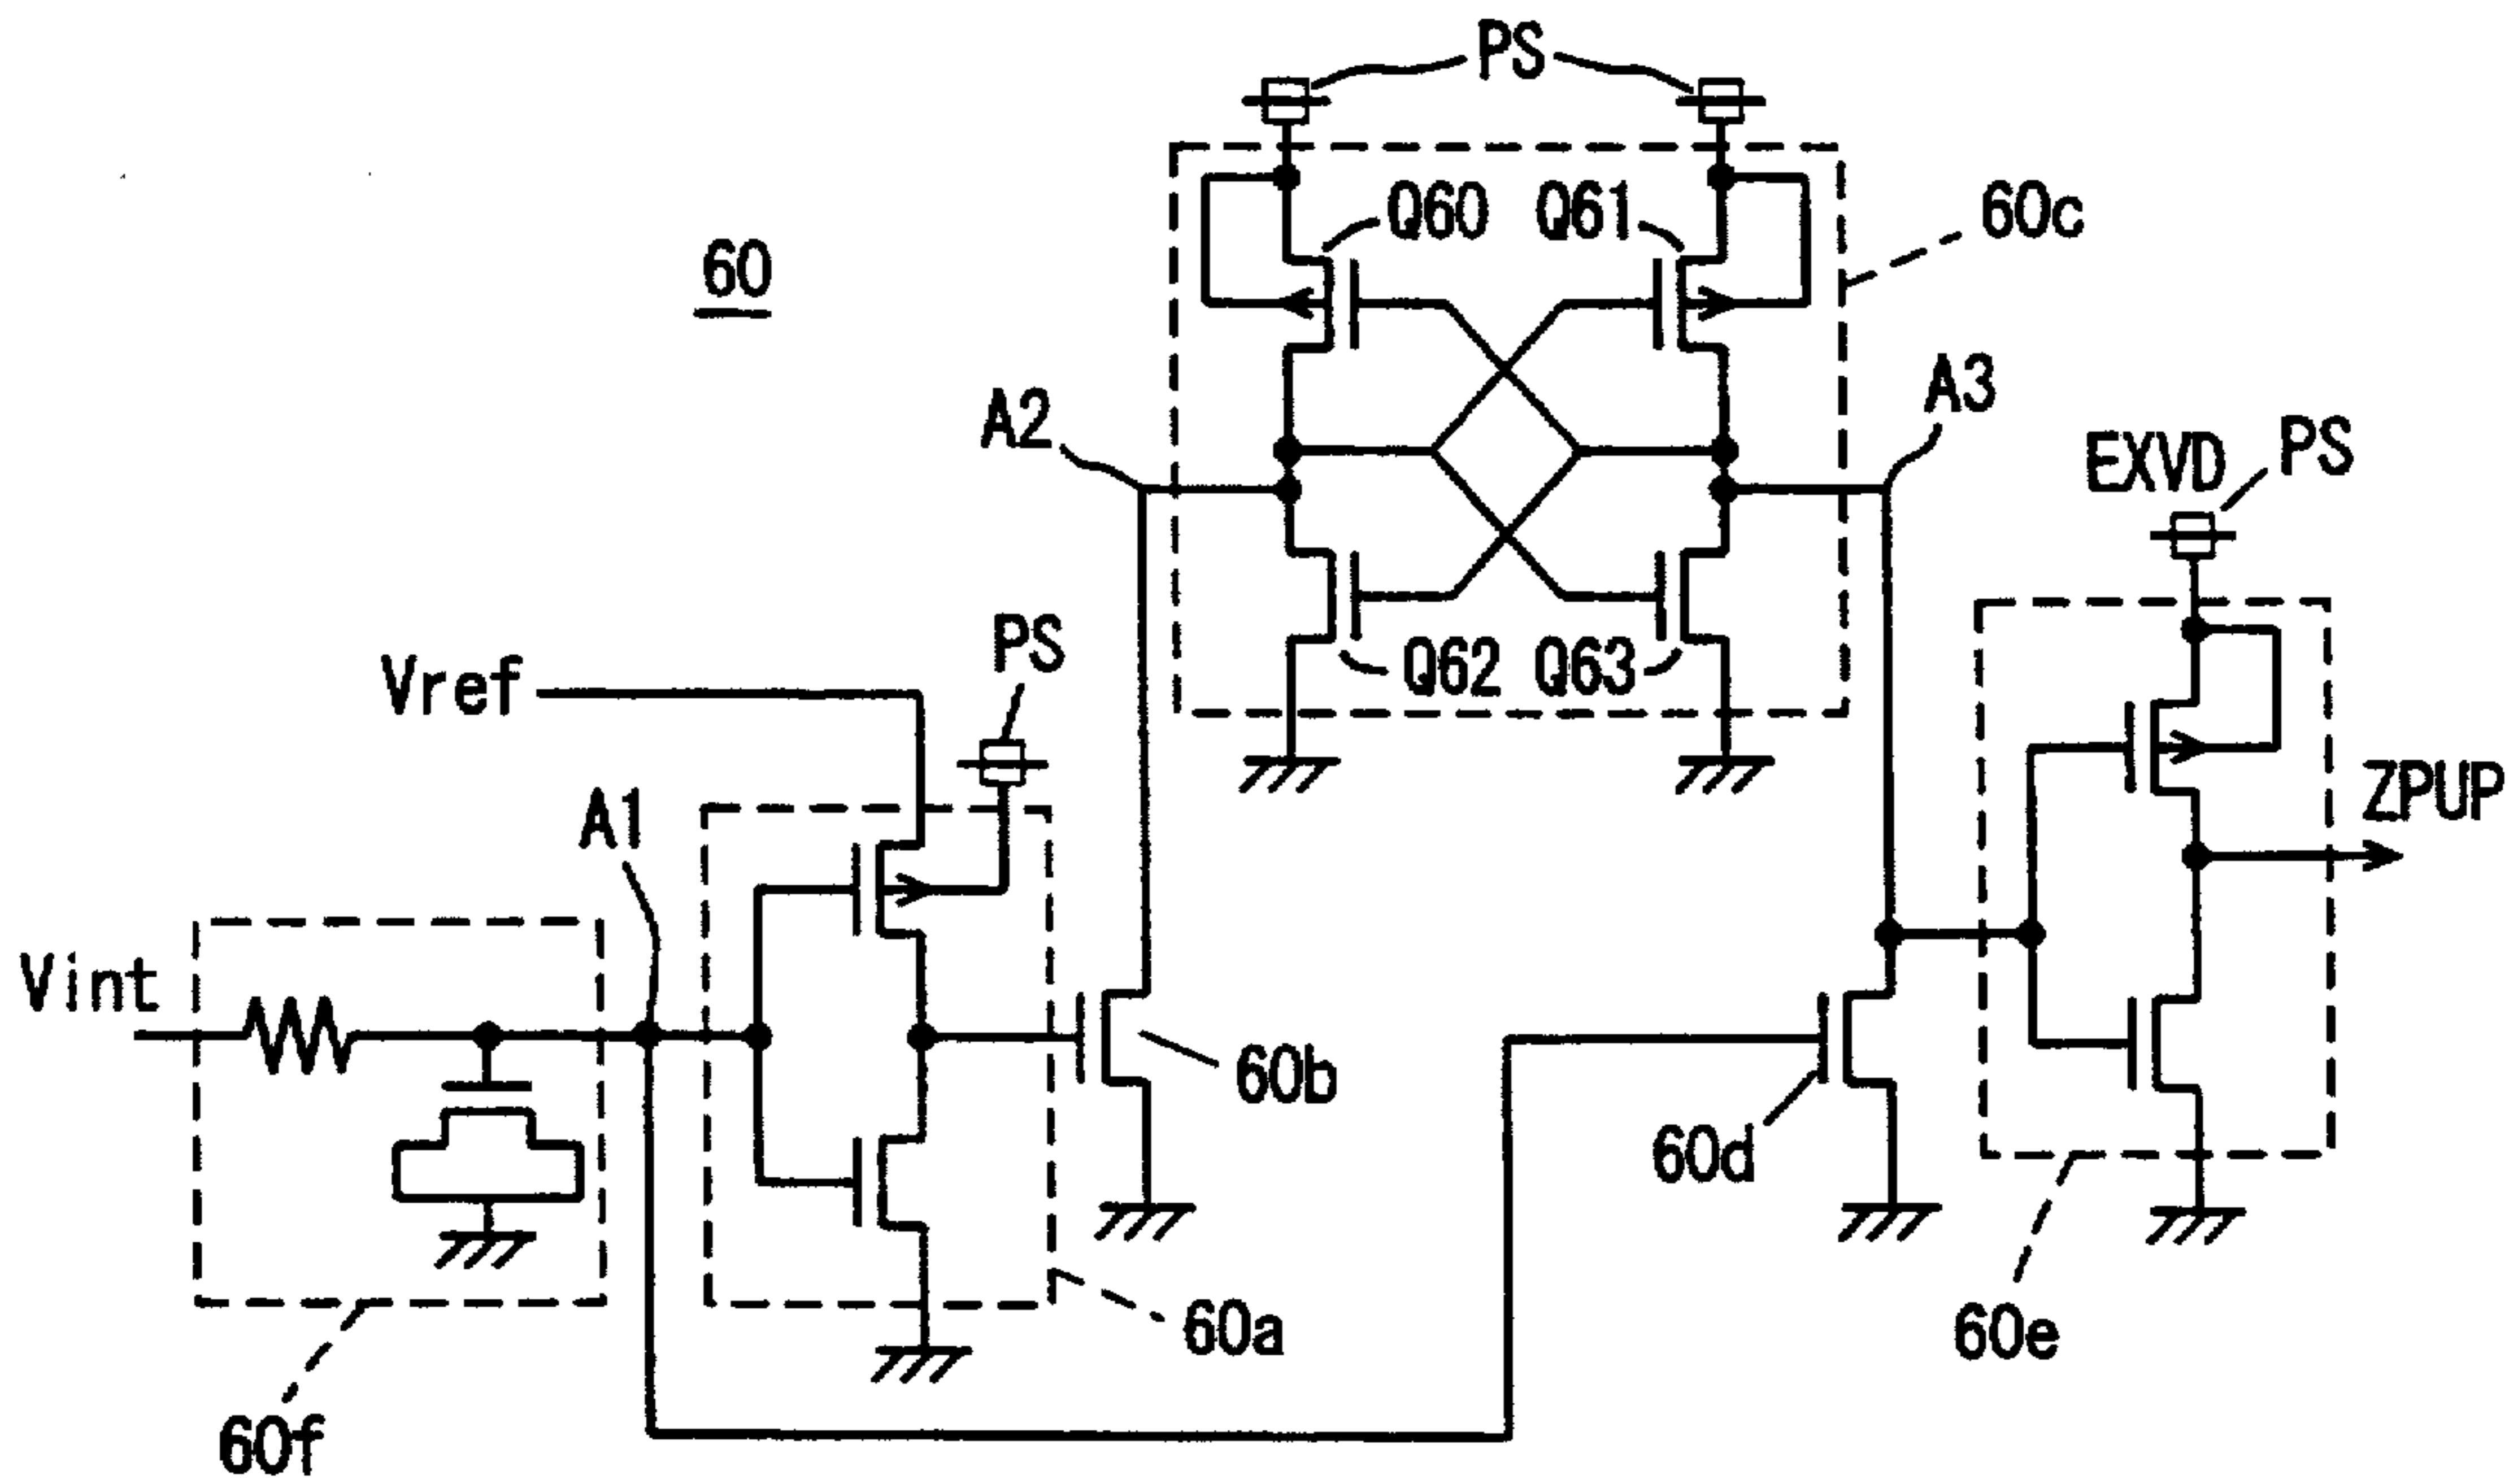 PS
Q60 Q61
60c
60
A2
A3
EXVD
PS
Vref
PS
Q62 Q63
A1
ZPUP
Vint
60b
60d
60a
60e
60f